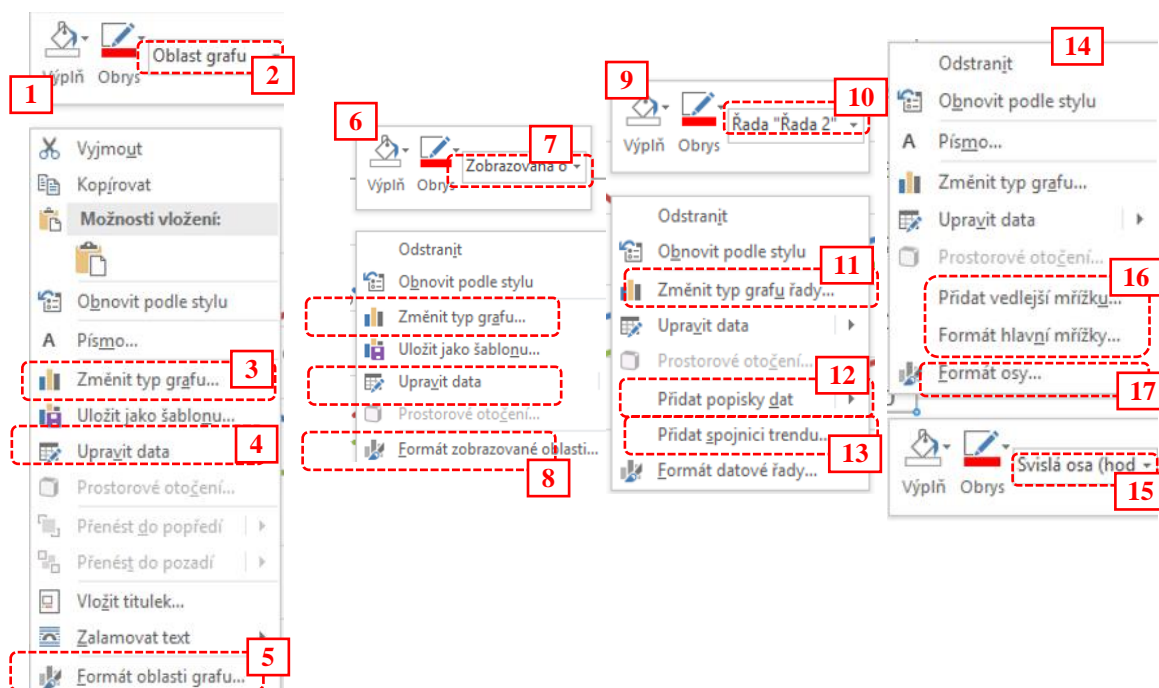 Oblast grafu
2
Výplň Obrys
1
Vyjmout
Kopírovat
Možnosti vložení:
Obnovit podle stylu
A Písmo...
Změnit typ grafu...
3
Uložit jako šablonu...
4
Upravit data
Prostorové otočení...
Přenést do popředí
Přenést do pozadí
Vložit titulek...
Zalamovat text
5
Formát oblasti grafu...
6
7
Zobrazovaná o
Výplň Obrys
Odstranit
Obnovit podle stylu
Změnit typ grafu...
Uložit jako šablonu...
Upravit data
Prostorové otočení...
Formát zobrazované oblasti...
8
9
10
Řada "Řada 2"
Výplň Obrys
Odstranit
Obnovit podle stylu
11
Změnit typ grafu řady...
Upravit data
Prostorové otočení...
12
Přidat popisky dat
Přidat spojnici trendu...
13
Formát datové řady...
14
Odstranit
Obnovit podle stylu
A Písmo...
Změnit typ grafu...
Upravit data
Prostorové otočení...
16
Přidat vedlejší mřížku...
Formát hlavní mřížky...
Formát osy...
17
Svislá osa (hod
Výplň Obrys
15